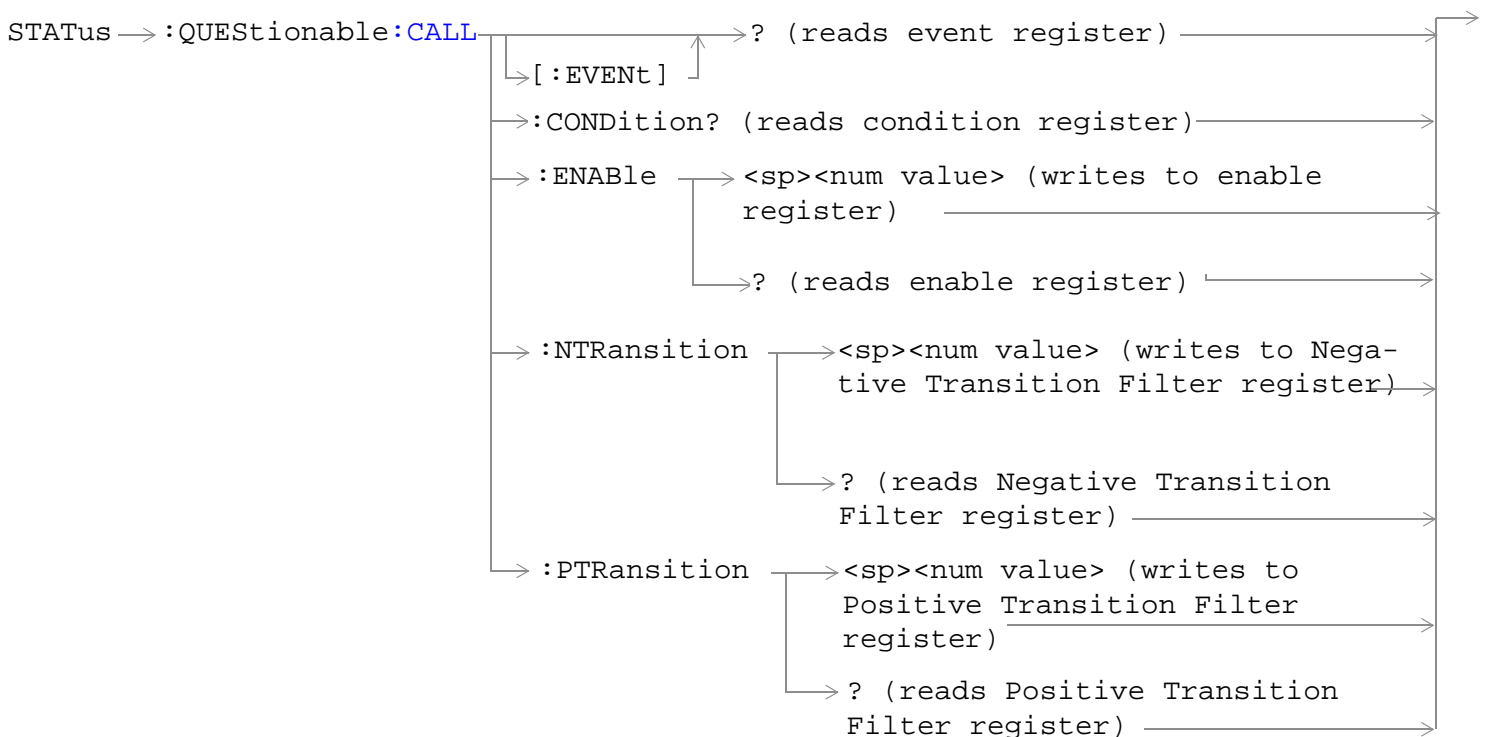 STATus :QUEStionable:CALL ? (reads event register)
[:EVENt]
:CONDition? (reads condition register)
:ENABle <sp><num value> (writes to enable
register)
? (reads enable register)
:NTRansition <sp><num value> (writes to Nega-
tive Transition Filter register)
? (reads Negative Transition
Filter register)
:PTRansition <sp><num value> (writes to
Positive Transition Filter
register)
? (reads Positive Transition
Filter register)